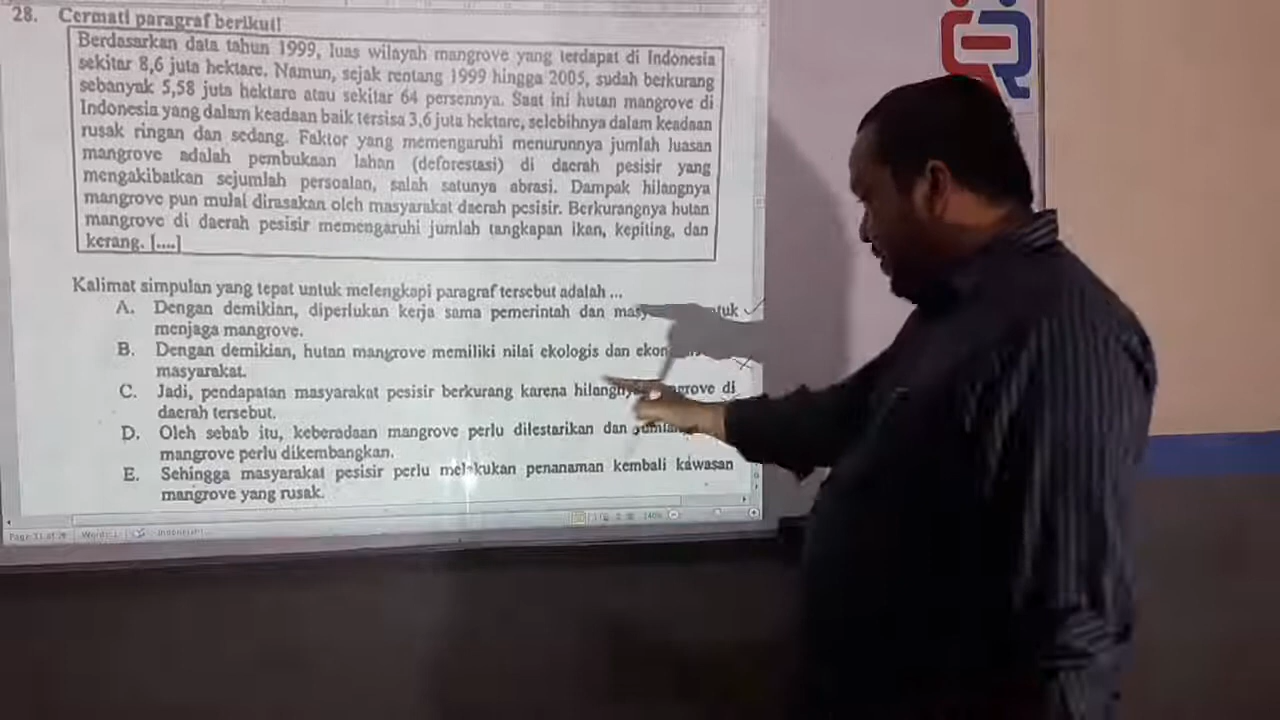 28. Cermati paragraf berikut!
Berdasarkan data tahun 1999, luas wilayah mangrove yang terdapat di Indonesia
sekitar 8,6 juta hektare. Namun, sejak rentang 1999 hingga 2005, sudah berkurang
sebanyak 5,58 juta hektare atau sekitar 64 persennya. Saat ini hutan mangrove di
Indonesia yang dalam keadaan baik tersisa 3,6 juta hektare, selebihnya dalam keadaan
rusak ringan dan sedang. Faktor yang memengaruhi menurunnya jumlah luasan
mangrove adalah pembukaan lahan (deforestasi) di daerah pesisir yang
mengakibatkan sejumlah persoalan, salah satunya abrasi. Dampak hilangnya
mangrove pun mulai dirasakan oleh masyarakat daerah pesisir. Berkurangnya hutan
mangrove di daerah pesisir memengaruhi jumlah tangkapan ikan, kepiting, dan
kerang. [....]
Kalimat simpulan yang tepat untuk melengkapi paragraf tersebut adalah ...
A. Dengan demikian, diperlukan kerja sama pemerintah dan
menjaga mangrove.
B. Dengan demikian, hutan mangrove memiliki nilai ekologis dan
masyarakat.
C. Jadi, pendapatan masyarakat pesisir berkurang karena di
daerah tersebut.
D. Oleh sebab itu, keberadaan mangrove perlu dilestarikan dan
mangrove perlu dikembangkan.
E. Sehingga masyarakat pesisir perlu melakukan penanaman kembali kawasan
mangrove yang rusak.